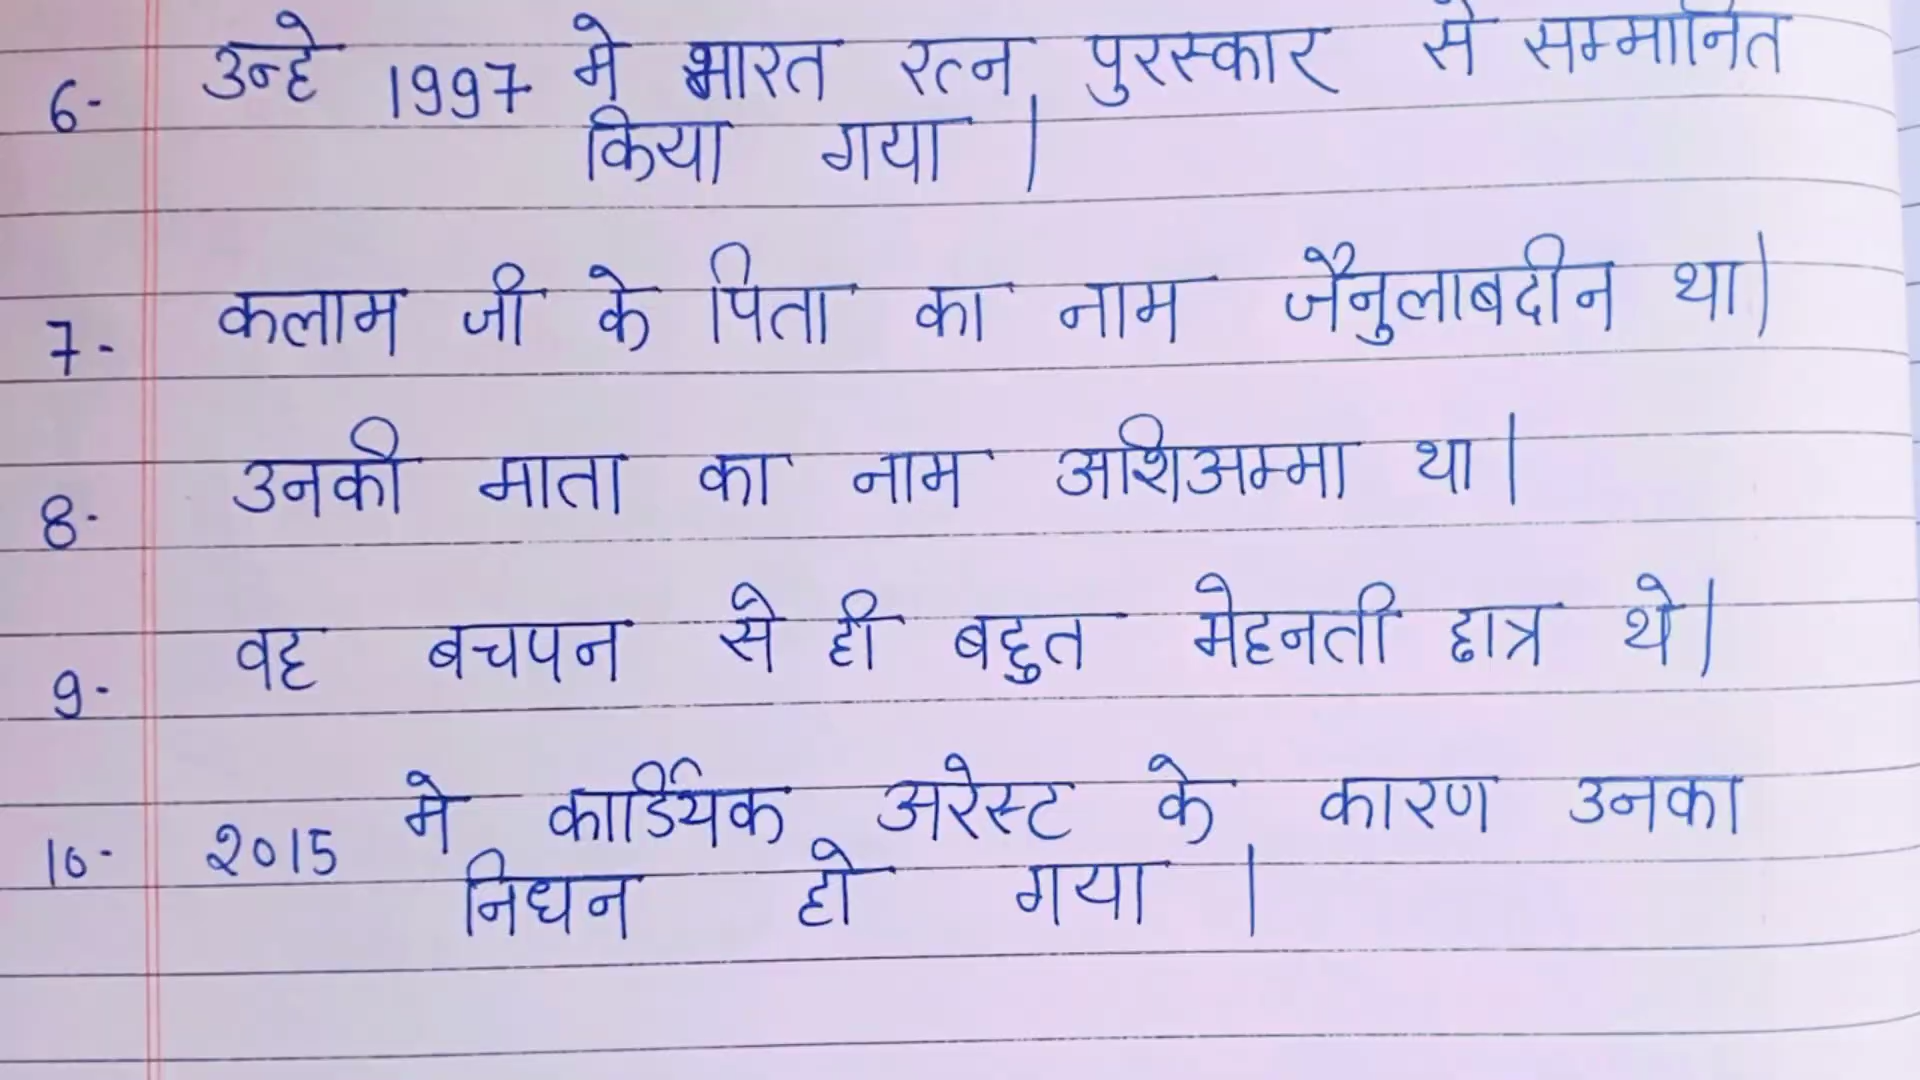 6- उन्हे 1997 मे भारत रत्न पुरस्कार से सम्मानित
किया गया |
7- कलाम जी के पिता का नाम जैनुलाबदीन था|
8- उनकी माता का नाम अशिअम्मा था|
9- वह बचपन से ही बहुत मेहनती छात्र थे|
10- 2015 मे कार्डियक अरेस्ट के कारण उनका
निधन हो गया |